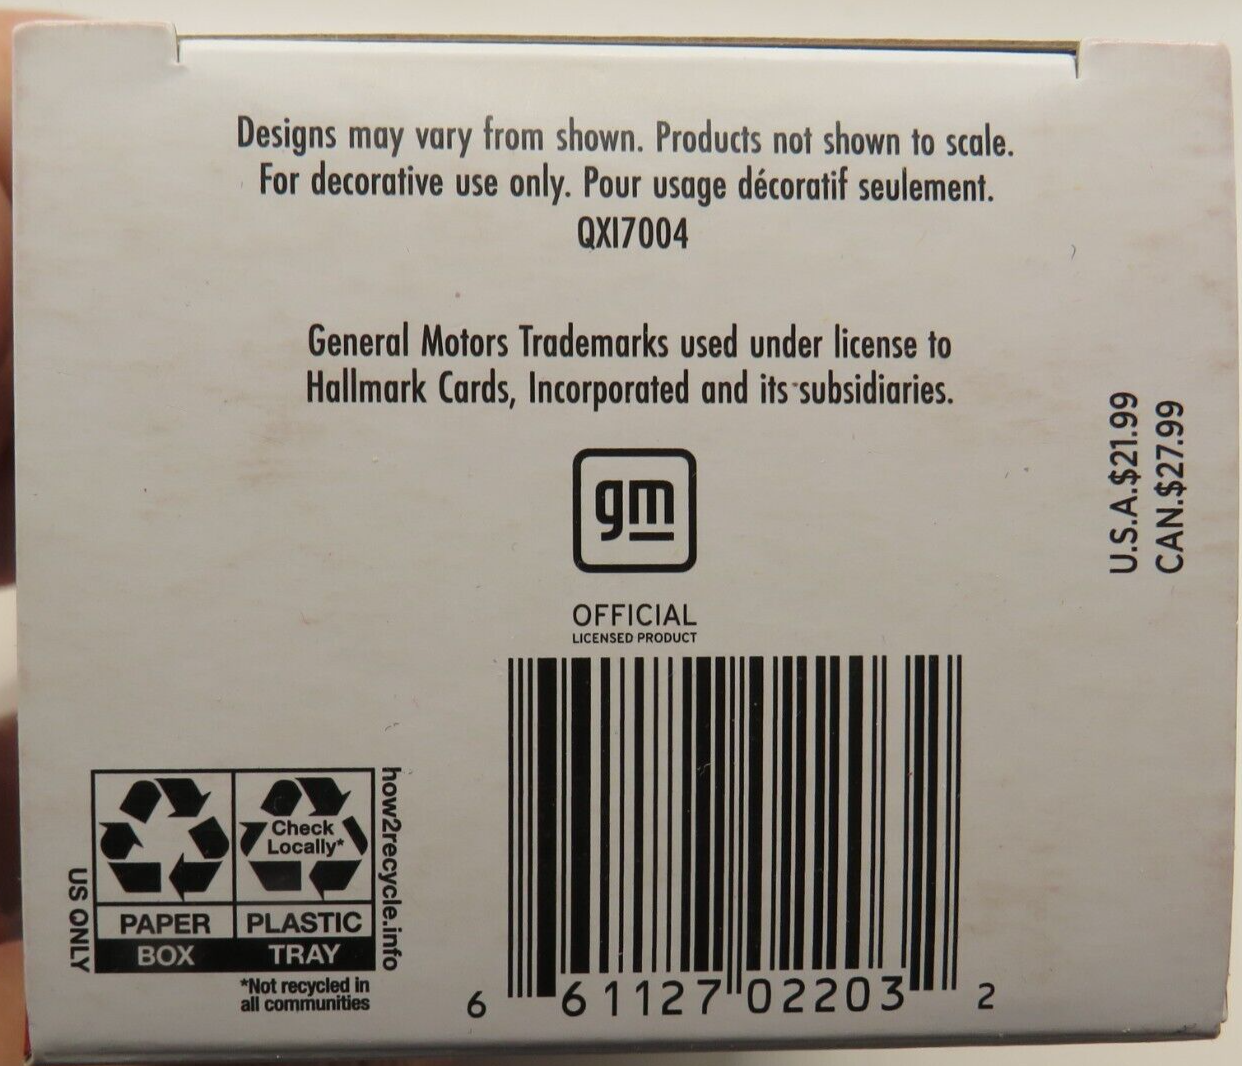 Designs may vary from shown. Products not shown to scale.
For decorative use only. Pour usage décoratif seulement.
QXI7004
General Motors Trademarks used under license to
Hallmark Cards, Incorporated and its subsidiaries.
gm
OFFICIAL
LICENSED PRODUCT
U.S.A.$21.99
CAN.$27.99
US ONLY
Check
Locally*
PAPER
PLASTIC
BOX
TRAY
how2recycle.info
*Not recycled in
all communities
6 61127 02203 2